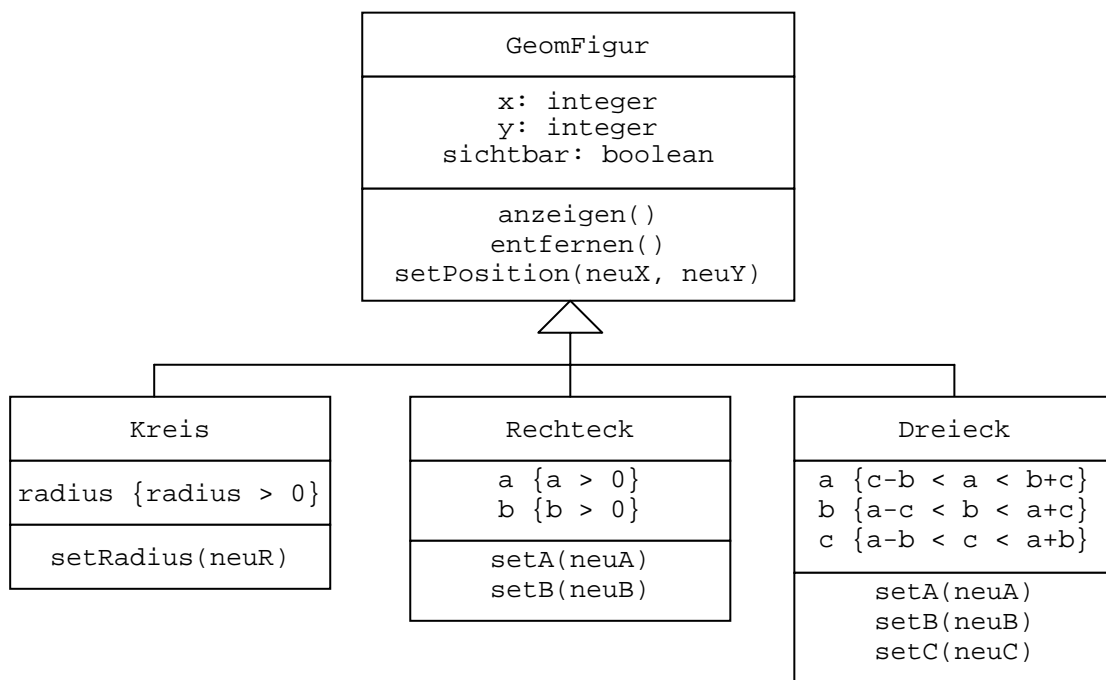 GeomFigur
x: integer
y: integer
sichtbar: boolean
anzeigen()
entfernen()
setPosition(neuX, neuY)
Kreis
radius {radius > 0}
setRadius(neuR)
Rechteck
a {a > 0}
b {b > 0}
setA(neuA)
setB(neuB)
Dreieck
a {c-b < a < b+c}
b {a-c < b < a+c}
c {a-b < c < a+b}
setA(neuA)
setB(neuB)
setC(neuC)